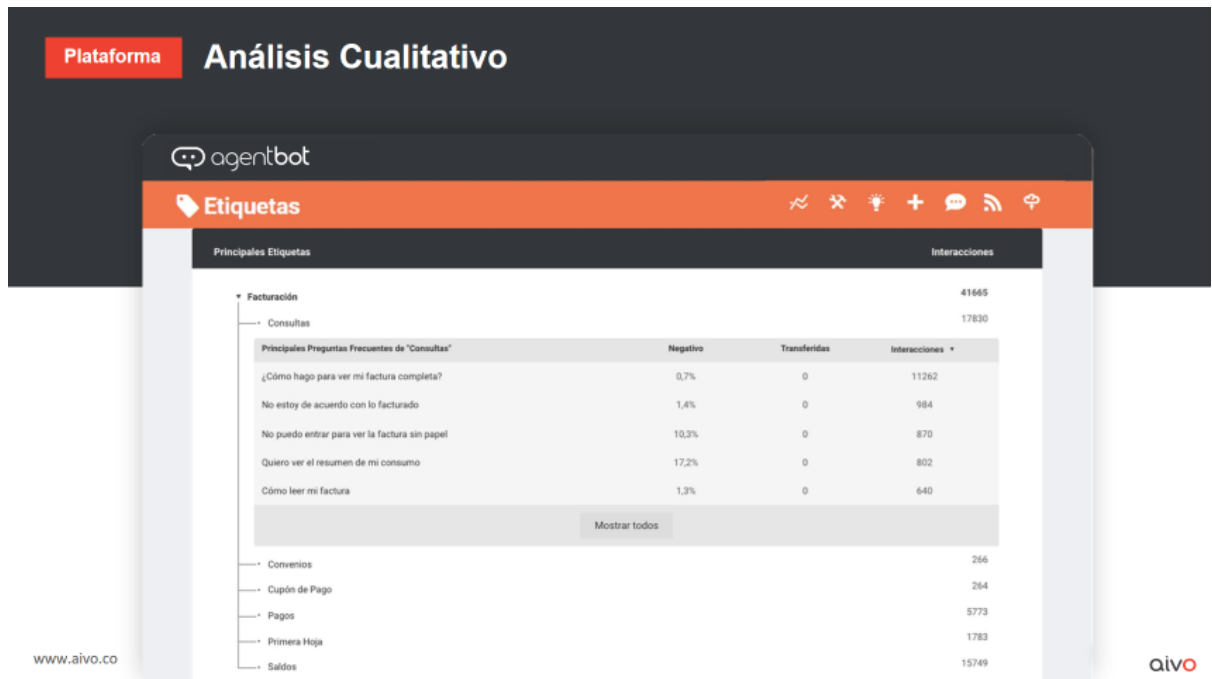 Plataforma Análisis Cualitativo
agentbot
Etiquetas
Principales Etiquetas Interacciones
Facturación 41665
Consultas 17830
Principales Preguntas Frecuentes de "Consultas" Negativo Transferidas Interacciones
¿Cómo hago para ver mi factura completa? 0,7% 0 11262
No estoy de acuerdo con lo facturado 1,4% 0 984
No puedo entrar para ver la factura sin papel 10,3% 0 870
Quiero ver el resumen de mi consumo 17,2% 0 802
Cómo leer mi factura 1,3% 0 640
Mostrar todos
Convenios 266
Cupón de Pago 264
Pagos 5773
Primera Hoja 1783
Saldos 15749
www.aivo.co
aivo